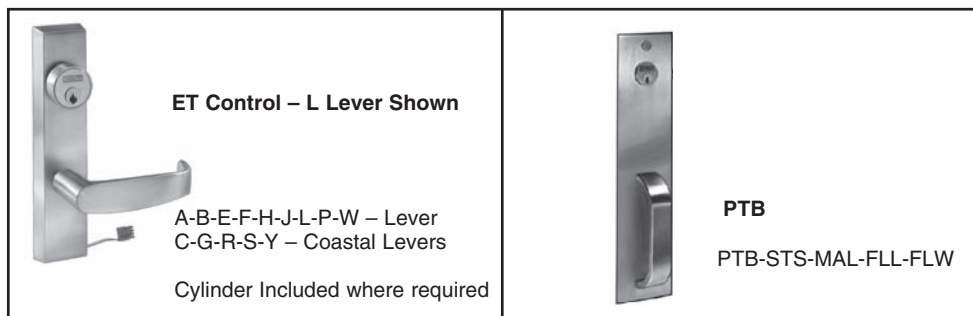 ET Control – L Lever Shown
A-B-E-F-H-J-L-P-W – Lever
C-G-R-S-Y – Coastal Levers
Cylinder Included where required
PTB
PTB-STS-MAL-FLL-FLW